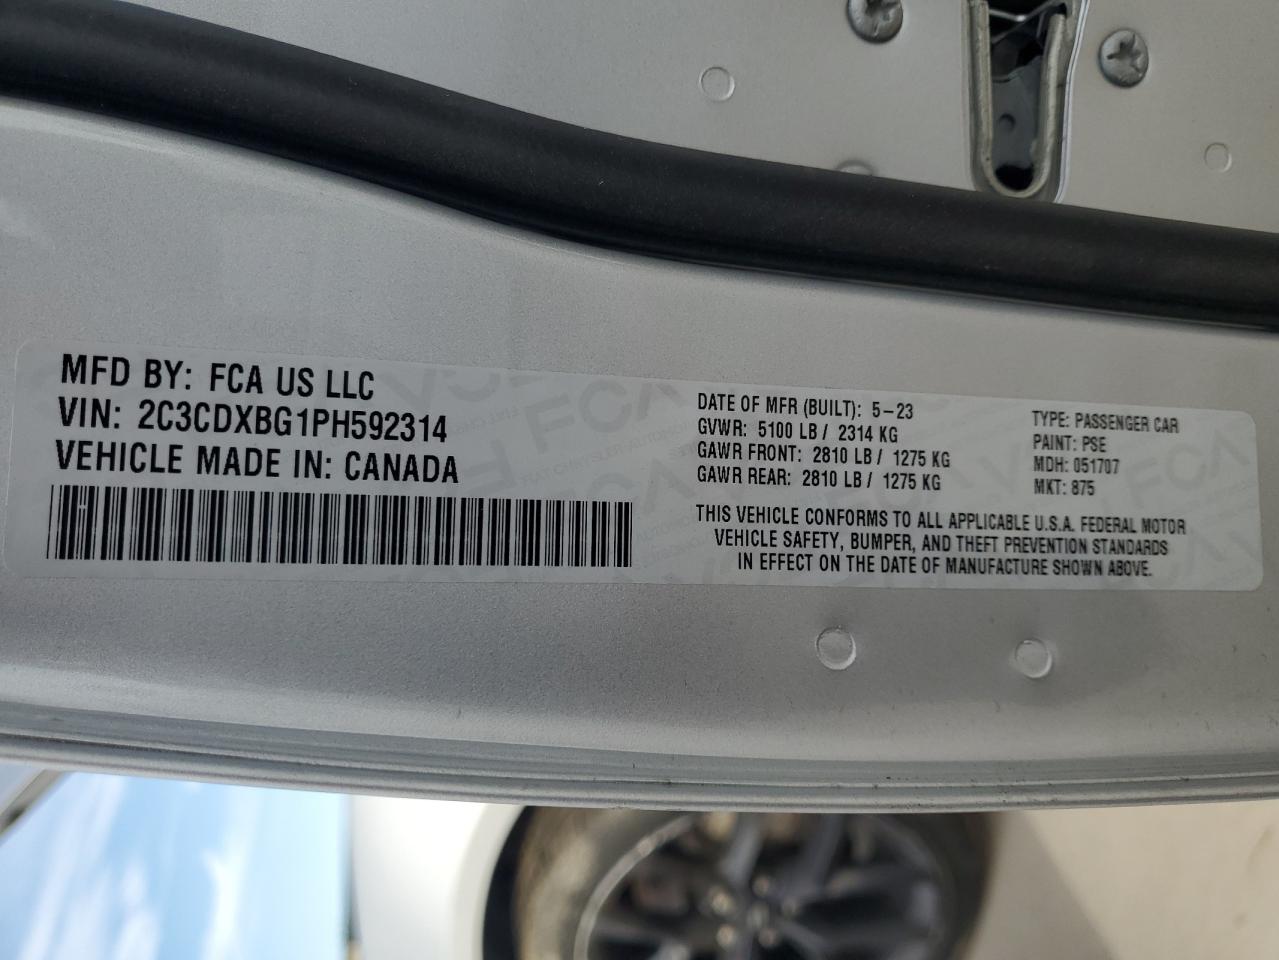 MFD BY: FCA US LLC
VIN: 2C3CDXBG1PH592314
VEHICLE MADE IN: CANADA
DATE OF MFR (BUILT): 5-23
GVWR: 5100 LB / 2314 KG
GAWR FRONT: 2810 LB / 1275 KG
GAWR REAR: 2810 LB / 1275 KG
TYPE: PASSENGER CAR
PAINT: PSE
MDH: 051707
MKT: 875
THIS VEHICLE CONFORMS TO ALL APPLICABLE U.S.A. FEDERAL MOTOR
VEHICLE SAFETY, BUMPER, AND THEFT PREVENTION STANDARDS
IN EFFECT ON THE DATE OF MANUFACTURE SHOWN ABOVE.